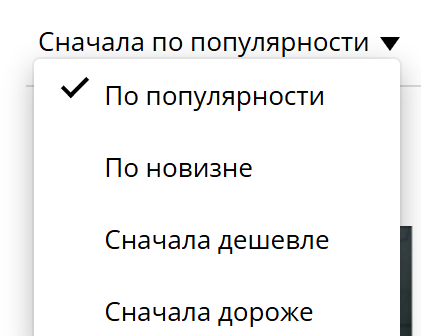 Сначала по популярности
По популярности
По новизне
Сначала дешевле
Сначала дороже